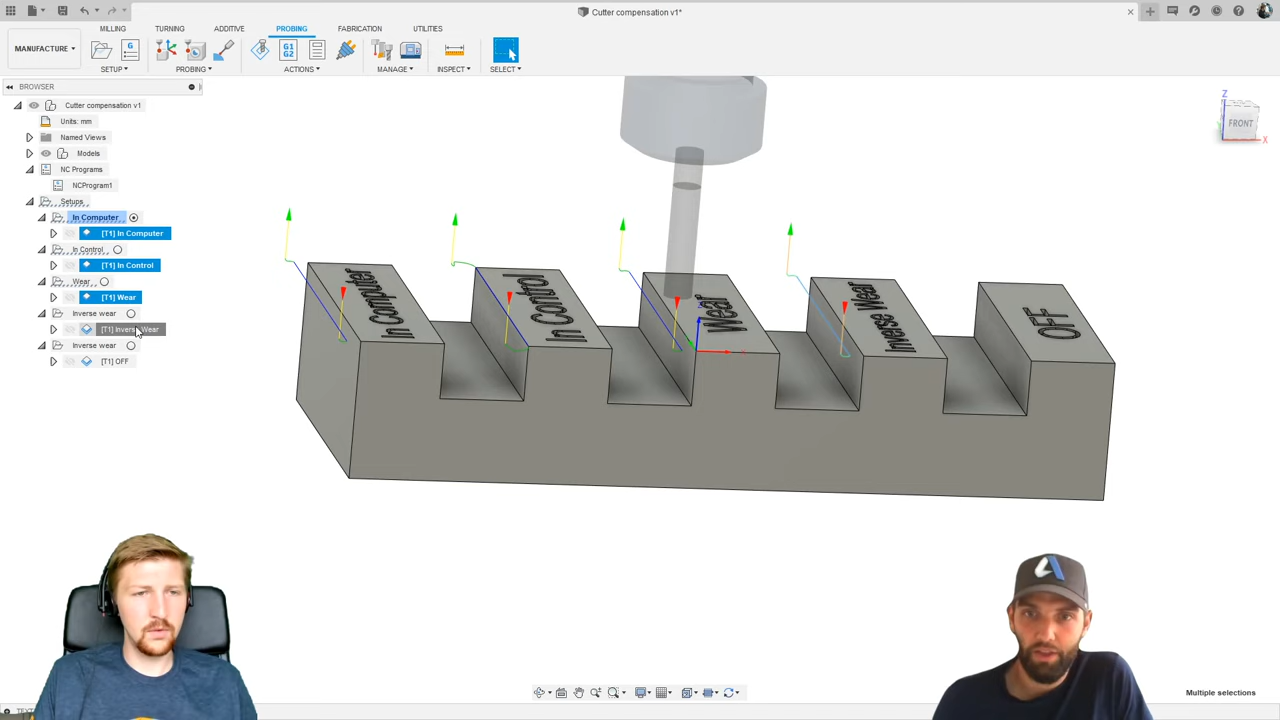 Cutter compensation v1*
MANUFACTURE
MILLING TURNING ADDITIVE PROBING FABRICATION UTILITIES
G
G1
G2
SETUP PROBING ACTIONS MANAGE INSPECT SELECT
BROWSER
Cutter compensation v1
Units: mm
Named Views
Models
NC Programs
NCProgram1
Setups
In Computer
[T1] In Computer
In Control
[T1] In Control
Wear
[T1] Wear
Inverse wear
[T1] Inverse Wear
Inverse wear
[T1] OFF
In Computer
In Control
Wear
Inverse Wear
OFF
Z
FRONT
X
Multiple selections